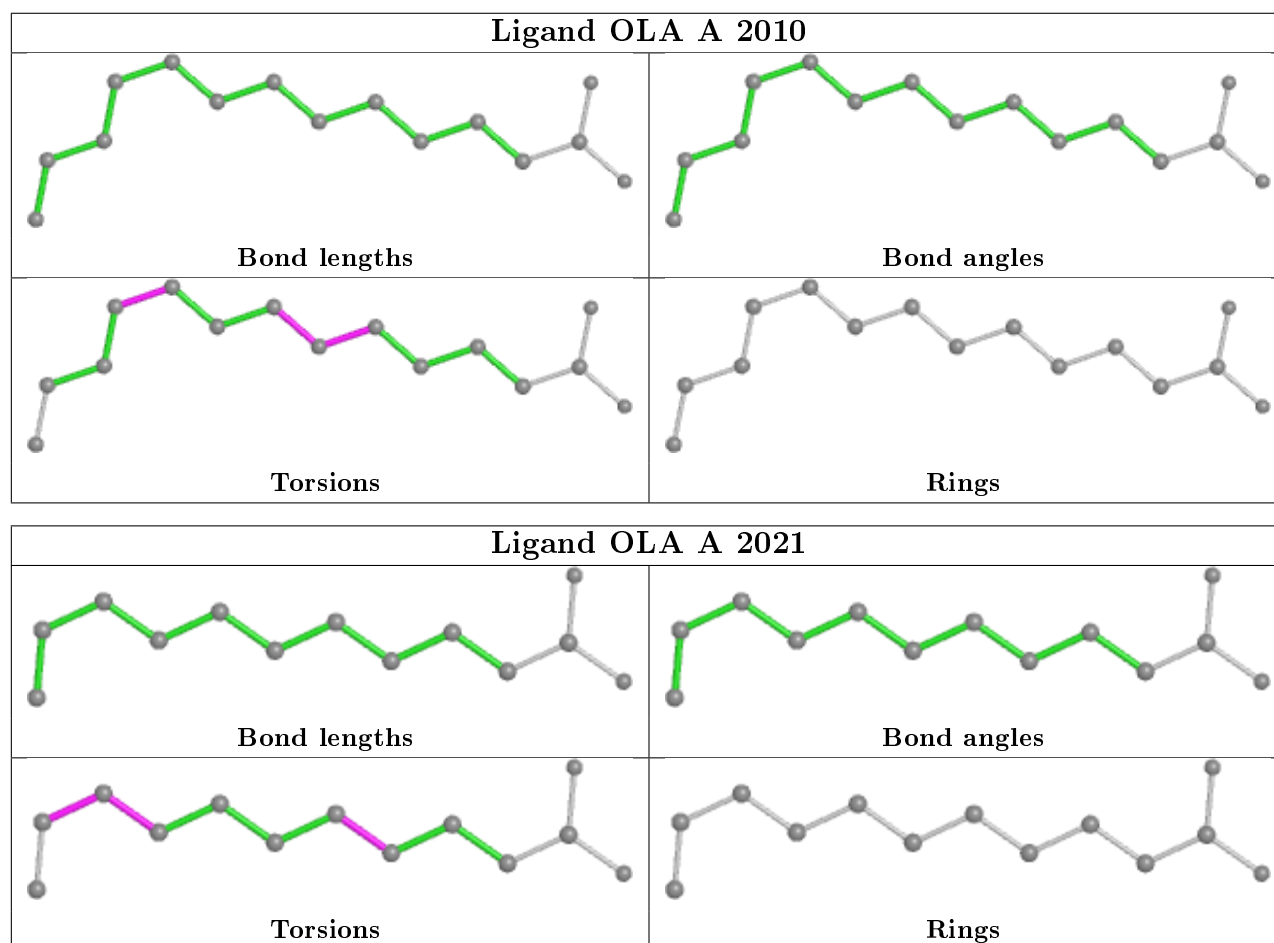 Ligand OLA A 2010
Bond lengths
Bond angles
Torsions
Rings
Ligand OLA A 2021
Bond lengths
Bond angles
Torsions
Rings